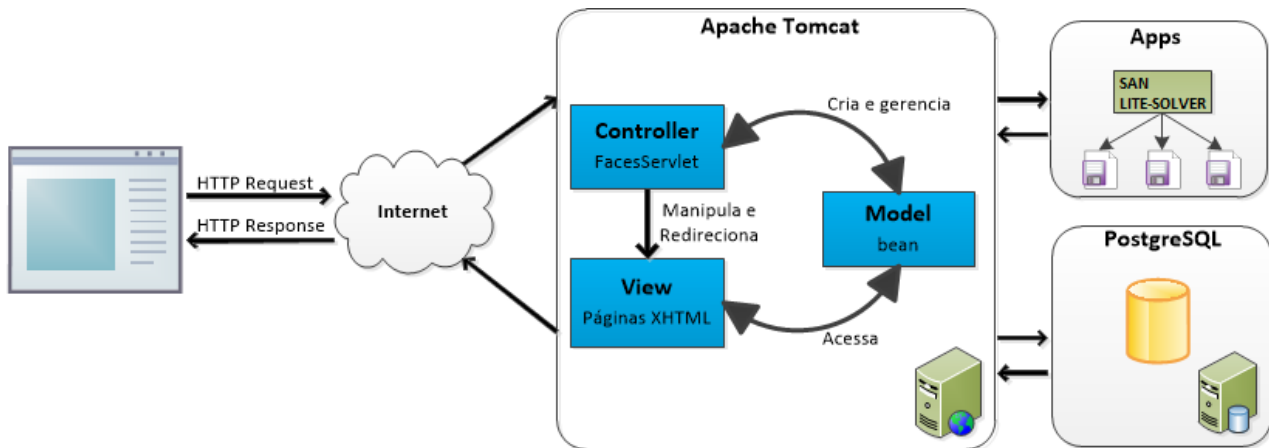 Apache Tomcat
Apps
SAN
LITE-SOLVER
Cria e gerencia
Controller
FacesServlet
HTTP Request
Internet
HTTP Response
Manipula e
Redireciona
Model
bean
PostgreSQL
View
Páginas XHTML
Acessa